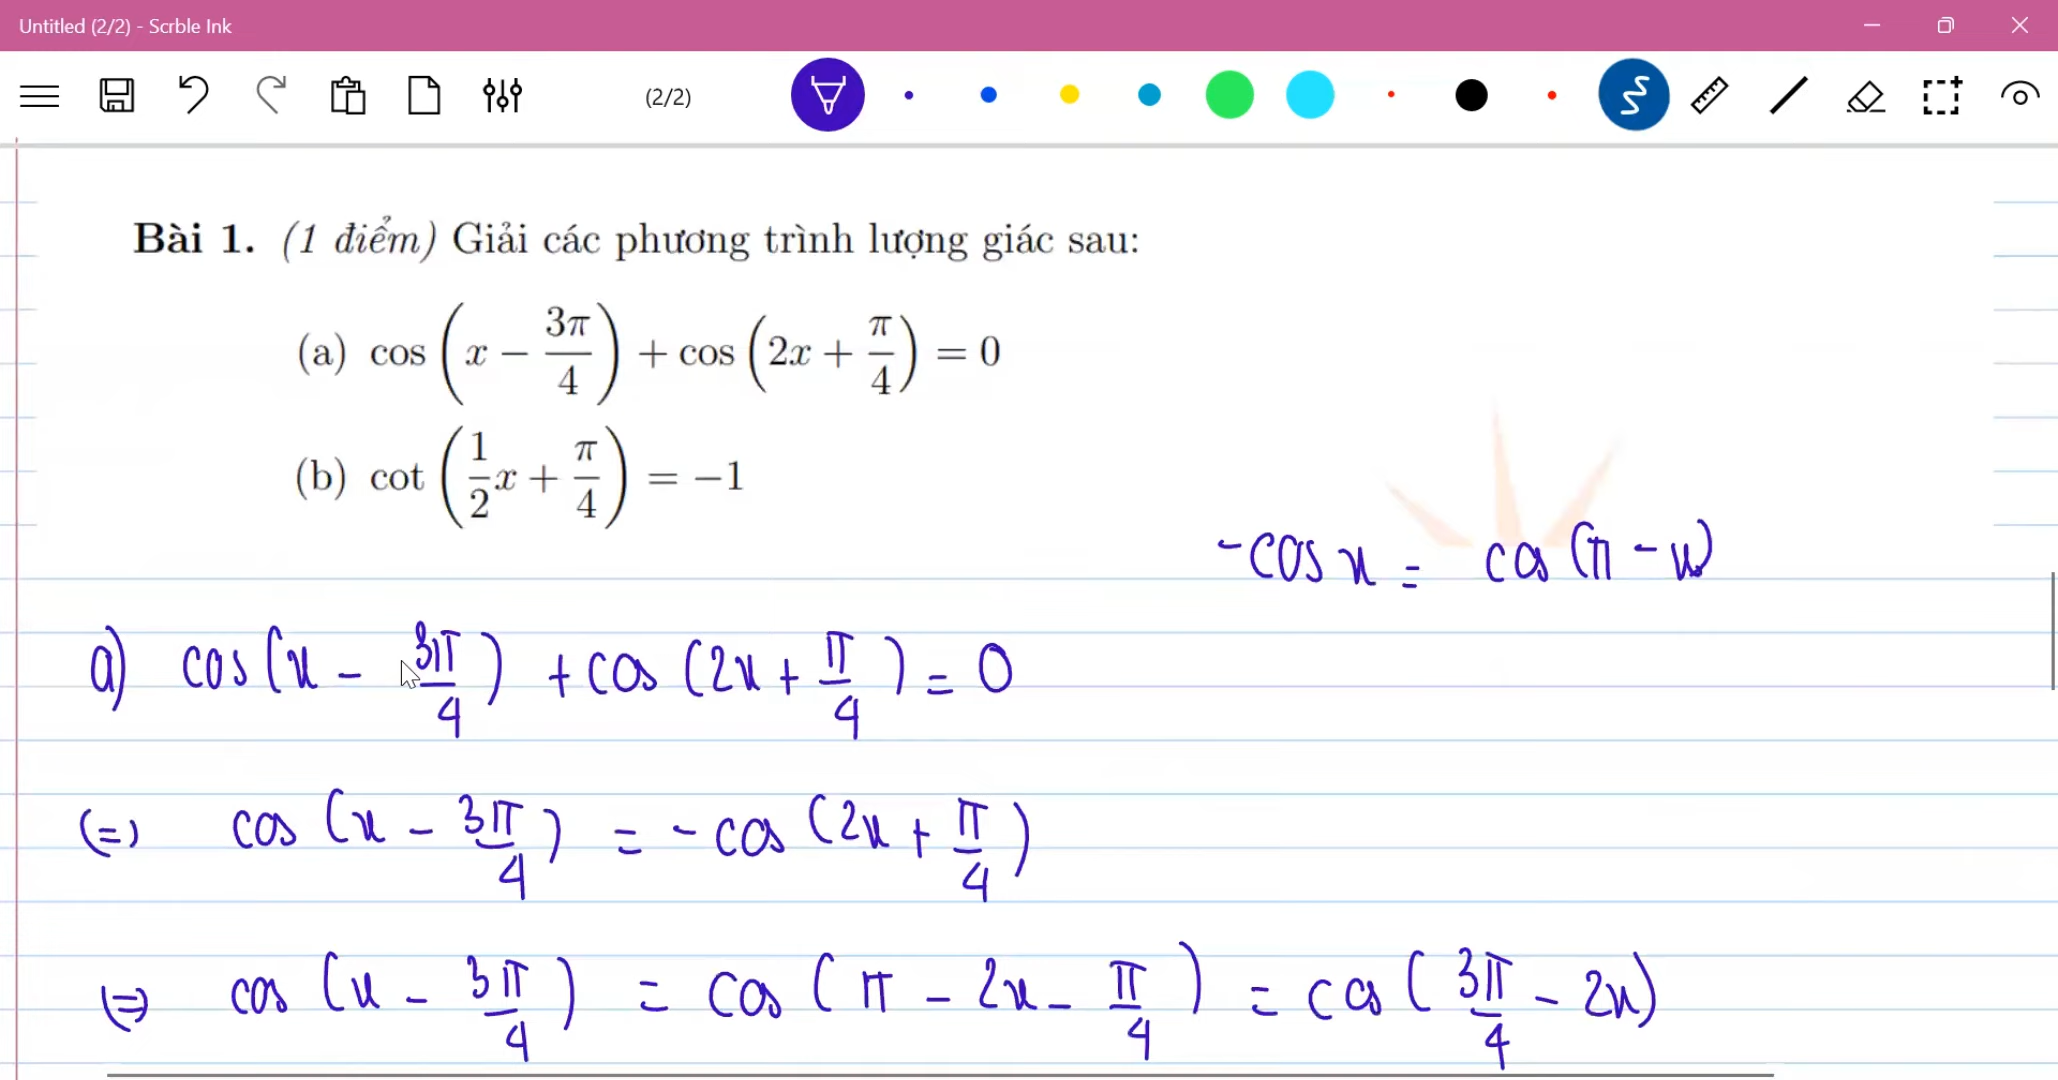 Untitled (2/2) - Scrble Ink
(2/2)
Bài 1. (1 điểm) Giải các phương trình lượng giác sau:
(a) cos(x − 3π/4) + cos(2x + π/4) = 0
(b) cot(1/2 x + π/4) = −1
-cos x = cos(π - x)
a) cos(x - 3π/4) + cos(2x + π/4) = 0
(=) cos(x - 3π/4) = -cos(2x + π/4)
(=) cos(x - 3π/4) = cos(π - 2x - π/4) = cos(3π/4 - 2x)